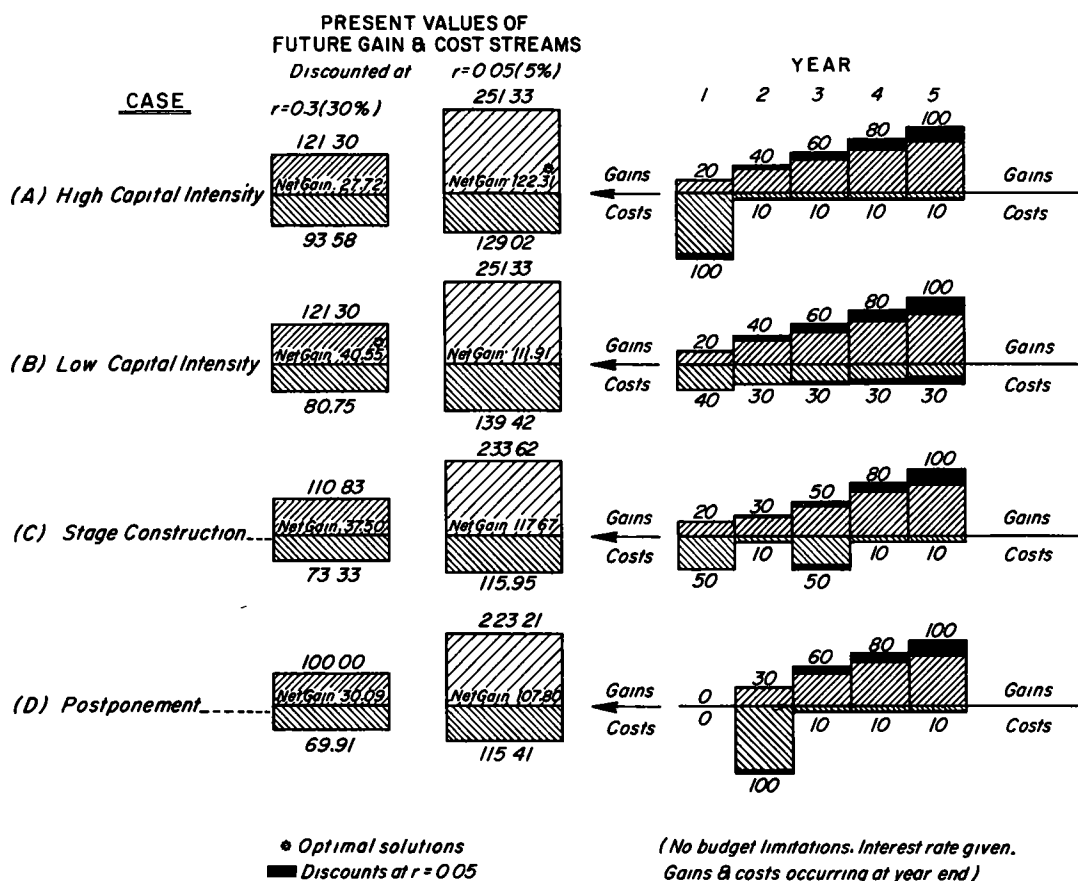 PRESENT VALUES OF
FUTURE GAIN & COST STREAMS
Discounted at r=0 05(5%)
YEAR
CASE
r=0.3(30%)
1 2 3 4 5
251 33
121 30
Net Gain. 27.72
Net Gain 122.31
(A) High Capital Intensity
93 58
129 02
Gains
Costs
20 40 60 80 100
100 10 10 10 10
Gains
Costs
251 33
121 30
Net Gain 40.55
Net Gain 111.91
(B) Low Capital Intensity
80.75
139 42
Gains
Costs
20 40 60 80 100
40 30 30 30 30
Gains
Costs
233 62
110 83
Net Gain. 37.50
Net Gain 117 67
(C) Stage Construction
73 33
115.95
Gains
Costs
20 30 50 80 100
50 10 50 10 10
Gains
Costs
223 21
100 00
Net Gain 30.09
Net Gain 107.80
(D) Postponement
69.91
115 41
Gains
Costs
0 30 60 80 100
0 100 10 10 10
Gains
Costs
Optimal solutions
Discounts at r = 0 05
(No budget limitations. Interest rate given.
Gains & costs occurring at year end)